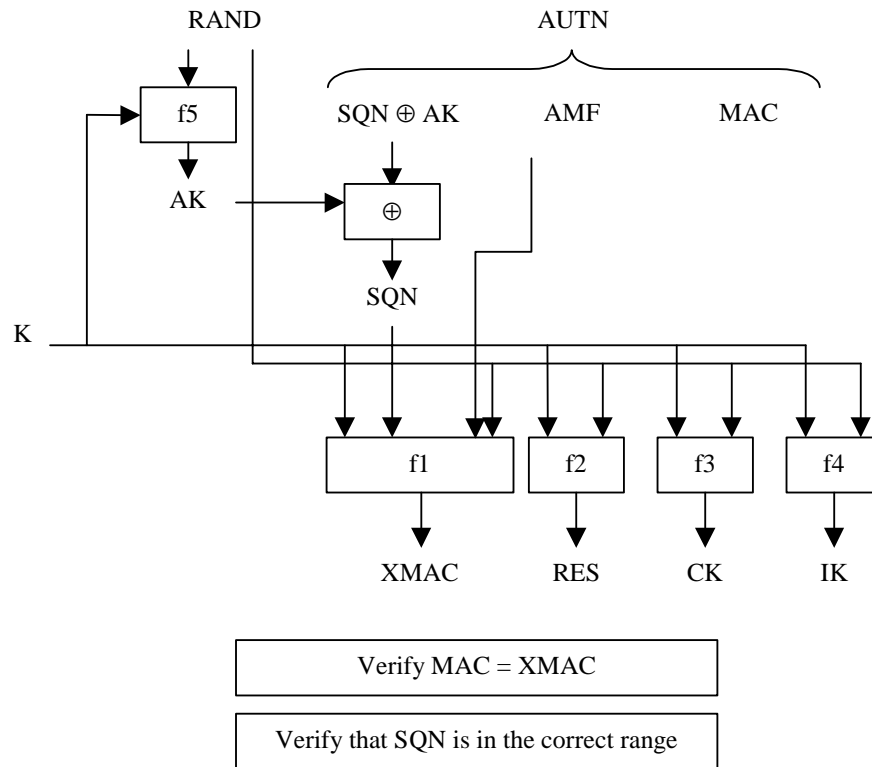 RAND AUTN
f5 SQN ⊕ AK AMF MAC
AK ⊕
SQN
K
f1 f2 f3 f4
XMAC RES CK IK
Verify MAC = XMAC
Verify that SQN is in the correct range